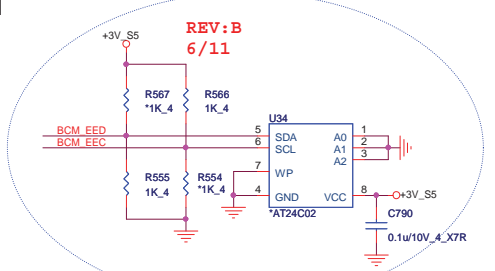 REV:B
6/11
+3V_S5
R567
*1K_4
R566
1K_4
BCM_EED
BCM_EEC
R555
1K_4
R554
*1K_4
U34
5 SDA A0 1
6 SCL A1 2
A2 3
7 WP
4 GND VCC 8
*AT24C02
+3V_S5
C790
0.1u/10V_4_X7R